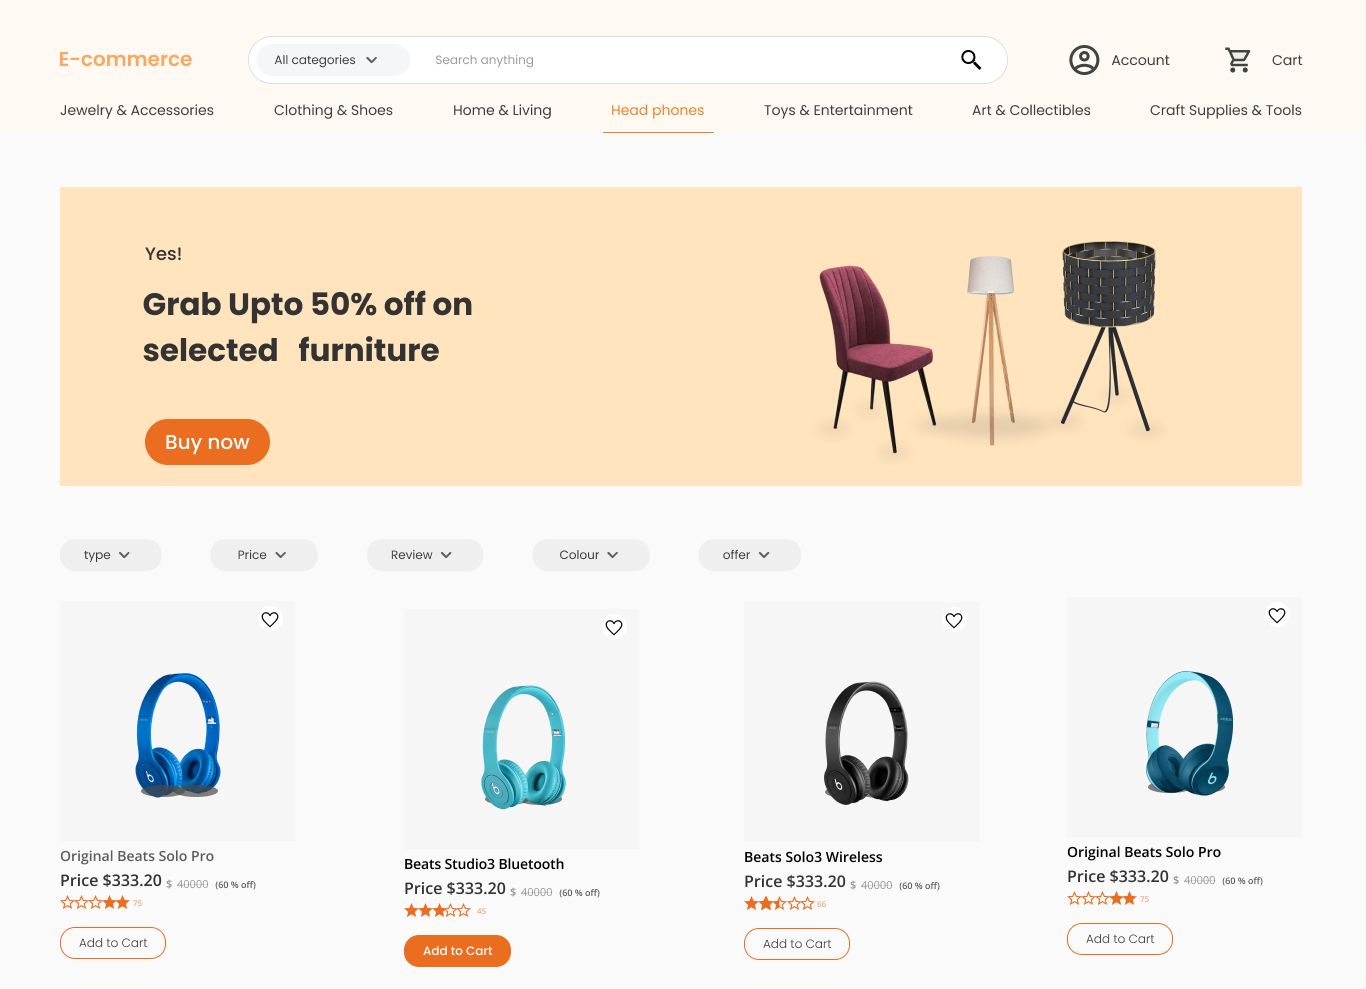 E-commerce
All categories
Search anything
Account
Cart
Jewelry & Accessories
Clothing & Shoes
Home & Living
Head phones
Toys & Entertainment
Art & Collectibles
Craft Supplies & Tools
Yes!
Grab Upto 50% off on
selected furniture
Buy now
type
Price
Review
Colour
offer
Original Beats Solo Pro
Price $333.20 $ 40000 (60 % off)
75
Add to Cart
Beats Studio3 Bluetooth
Price $333.20 $ 40000 (60 % off)
45
Add to Cart
Beats Solo3 Wireless
Price $333.20 $ 40000 (60 % off)
66
Add to Cart
Original Beats Solo Pro
Price $333.20 $ 40000 (60 % off)
75
Add to Cart